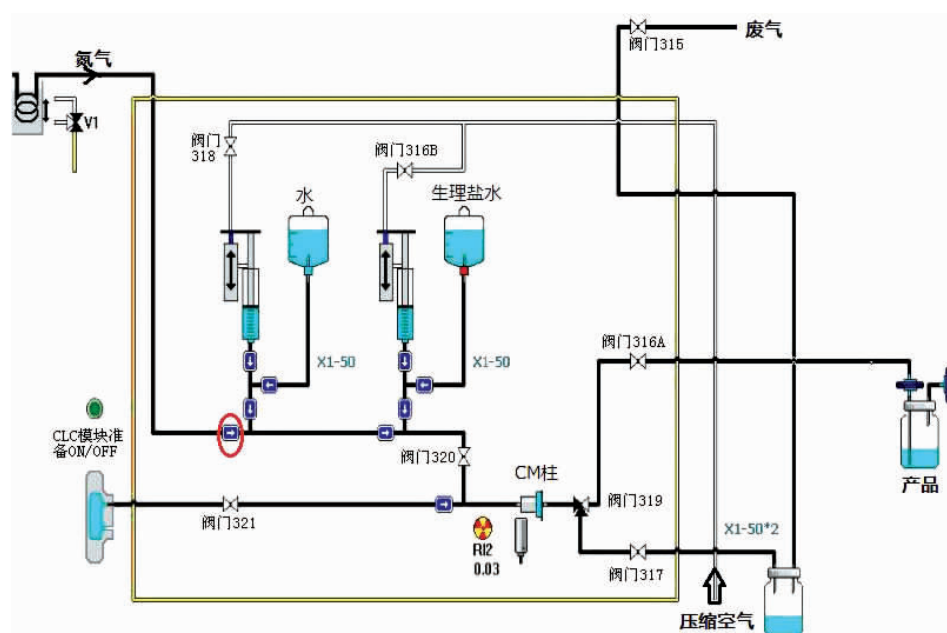 废气
阀门315
氮气
V1
阀门
318
阀门316B
水
生理盐水
X1-50
X1-50
阀门316A
CLC模块准
备ON/OFF
阀门320
CM柱
阀门319
产品
阀门321
RI2
0.03
阀门317
X1-50*2
压缩空气